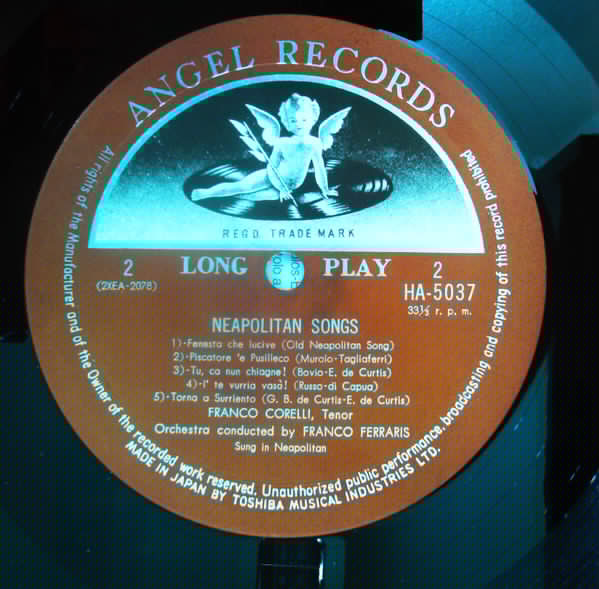 ANGEL RECORDS
REGD. TRADE MARK
2 LONG PLAY 2
(2XEA-2078) HA-5037
33⅓ r. p. m.
NEAPOLITAN SONGS
1)-Fenesta che lucive (Old Neapolitan Song)
2)-Piscatore 'e Pusilleco (Murolo-Tagliaferri)
3)-Tu, ca nun chiagne! (Bovio-E. de Curtis)
4)-I' te vurria vasà! (Russo-di Capua)
5)-Torna a Surriento (G. B. de Curtis-E. de Curtis)
FRANCO CORELLI, Tenor
Orchestra conducted by FRANCO FERRARIS
Sung in Neapolitan
All rights of the Manufacturer and of the Owner of the recorded work reserved. Unauthorized public performance, broadcasting and copying of this record prohibited
MADE IN JAPAN BY TOSHIBA MUSICAL INDUSTRIES LTD.